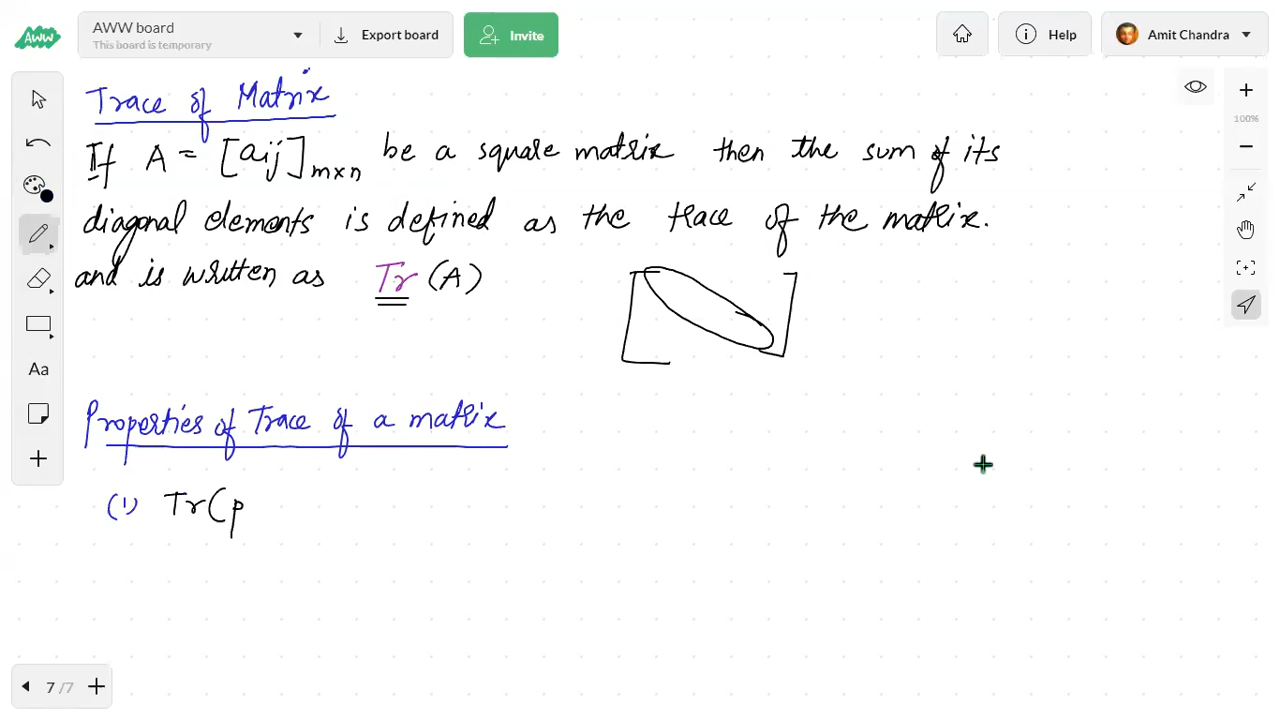 AWW
AWW board
This board is temporary
Export board
Invite
Help
Amit Chandra
Trace of Matrix
If A = [aij]m×n be a square matrix then the sum of its
diagonal elements is defined as the trace of the matrix.
and is written as Tr (A)
Properties of Trace of a matrix
(1) Tr(p
Aa
100%
7 /7